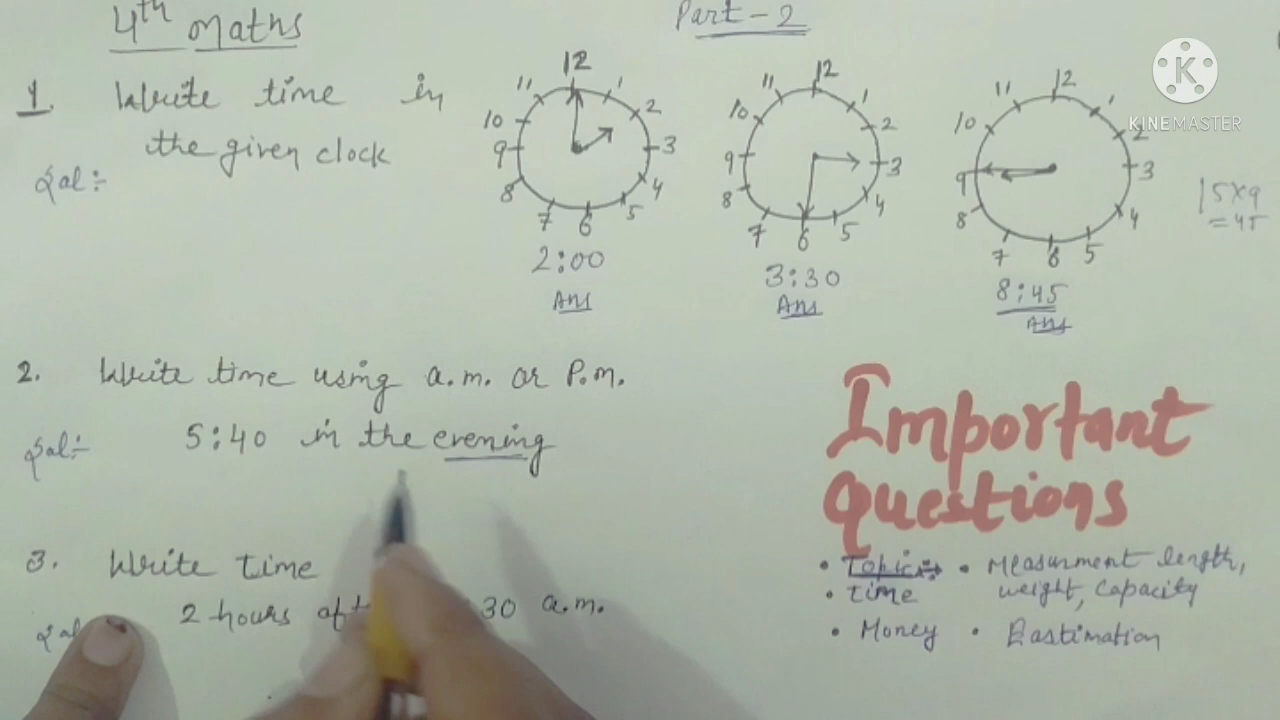 4th maths
Part - 2
1. Write time in
the given clock
Sol:-
12 1 2 3 4 5 6 7 8 9 10 11
2:00
Ans
12 1 2 3 4 5 6 7 8 9 10 11
3:30
Ans
12 1 2 3 4 5 6 7 8 9 10 11
8:45
Ans
5x9
=45
K
KINEMASTER
2. Write time using a.m. or P.m.
Sol:- 5:40 in the evening
Important
Questions
3. Write time
2 hours 30 a.m.
• Topic • Measurment length,
weight, capacity
• time
• Money • Eastimation